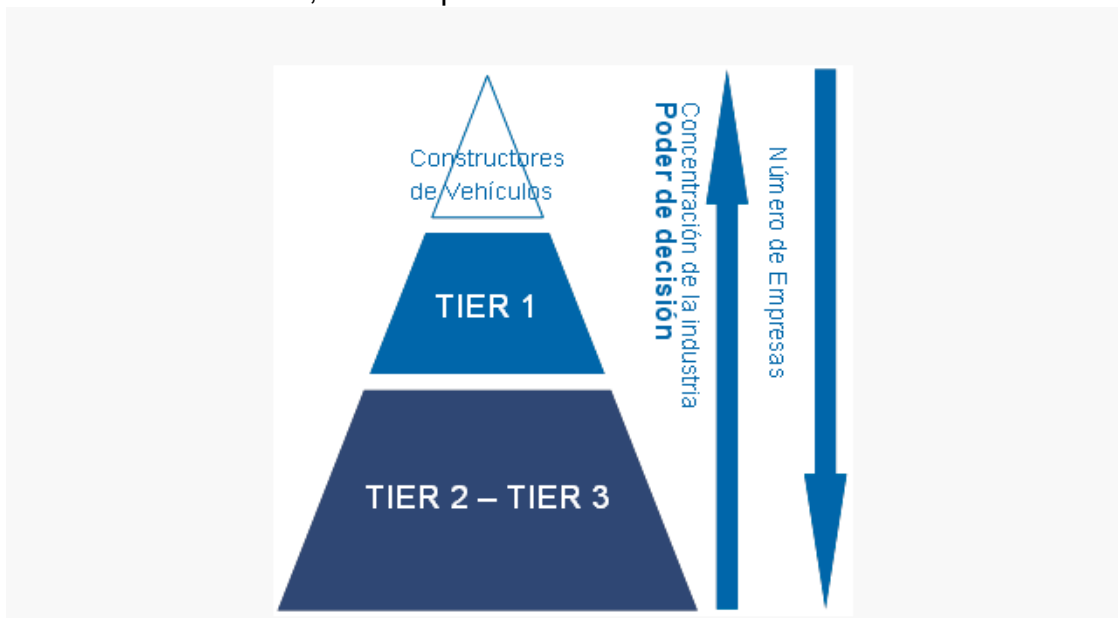 Constructores
de Vehículos
TIER 1
TIER 2 – TIER 3
Concentración de la industria
Poder de decisión
Número de Empresas